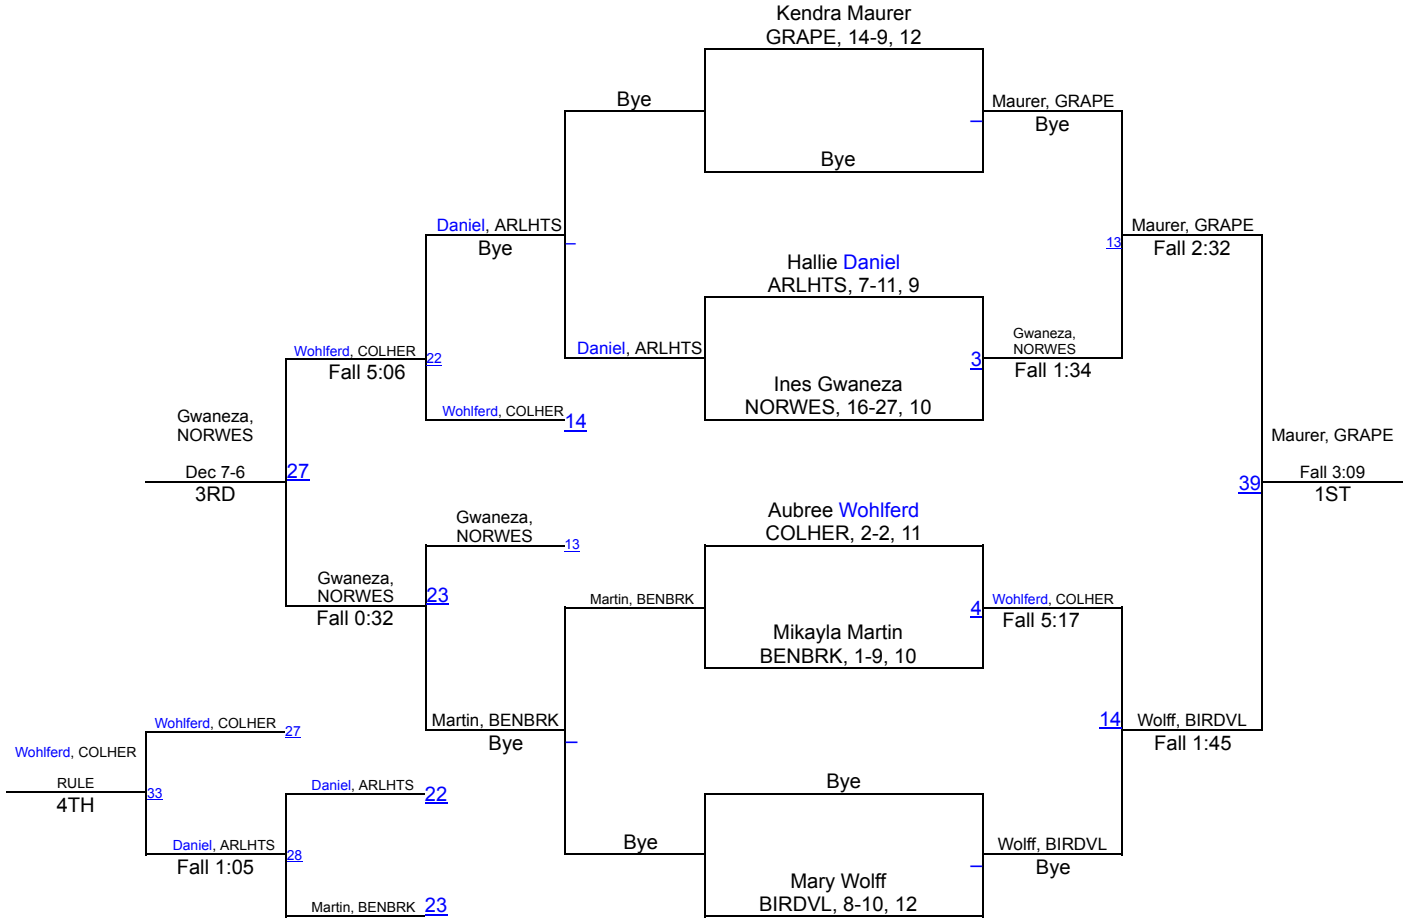 Kendra Maurer
GRAPE, 14-9, 12
Bye
Maurer, GRAPE
Bye
Bye
Daniel, ARLHTS
Bye
Maurer, GRAPE
13
Fall 2:32
Hallie Daniel
ARLHTS, 7-11, 9
Wohlferd, COLHER
22
Fall 5:06
Daniel, ARLHTS
Gwaneza,
NORWES
3
Fall 1:34
Ines Gwaneza
NORWES, 16-27, 10
Wohlferd, COLHER
14
Gwaneza,
NORWES
Dec 7-6
27
3RD
Maurer, GRAPE
Fall 3:09
39
1ST
Gwaneza,
NORWES
13
Aubree Wohlferd
COLHER, 2-2, 11
Gwaneza,
NORWES
23
Fall 0:32
Martin, BENBRK
4
Wohlferd, COLHER
Fall 5:17
Mikayla Martin
BENBRK, 1-9, 10
Martin, BENBRK
Bye
14
Wolff, BIRDVL
Fall 1:45
Wohlferd, COLHER
27
Wohlferd, COLHER
RULE
33
4TH
Daniel, ARLHTS
22
Bye
Daniel, ARLHTS
28
Fall 1:05
Bye
Wolff, BIRDVL
Bye
Mary Wolff
BIRDVL, 8-10, 12
Martin, BENBRK
23